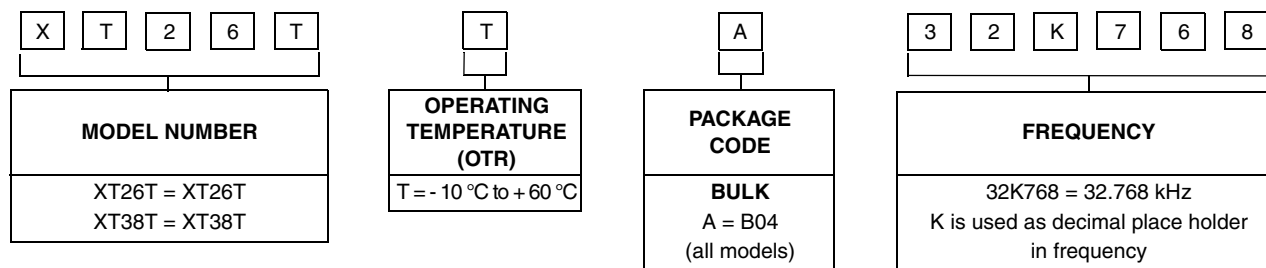 X T 2 6 T T A 3 2 K 7 6 8
MODEL NUMBER
XT26T = XT26T
XT38T = XT38T
OPERATING
TEMPERATURE
(OTR)
T = - 10 °C to + 60 °C
PACKAGE
CODE
BULK
A = B04
(all models)
FREQUENCY
32K768 = 32.768 kHz
K is used as decimal place holder
in frequency